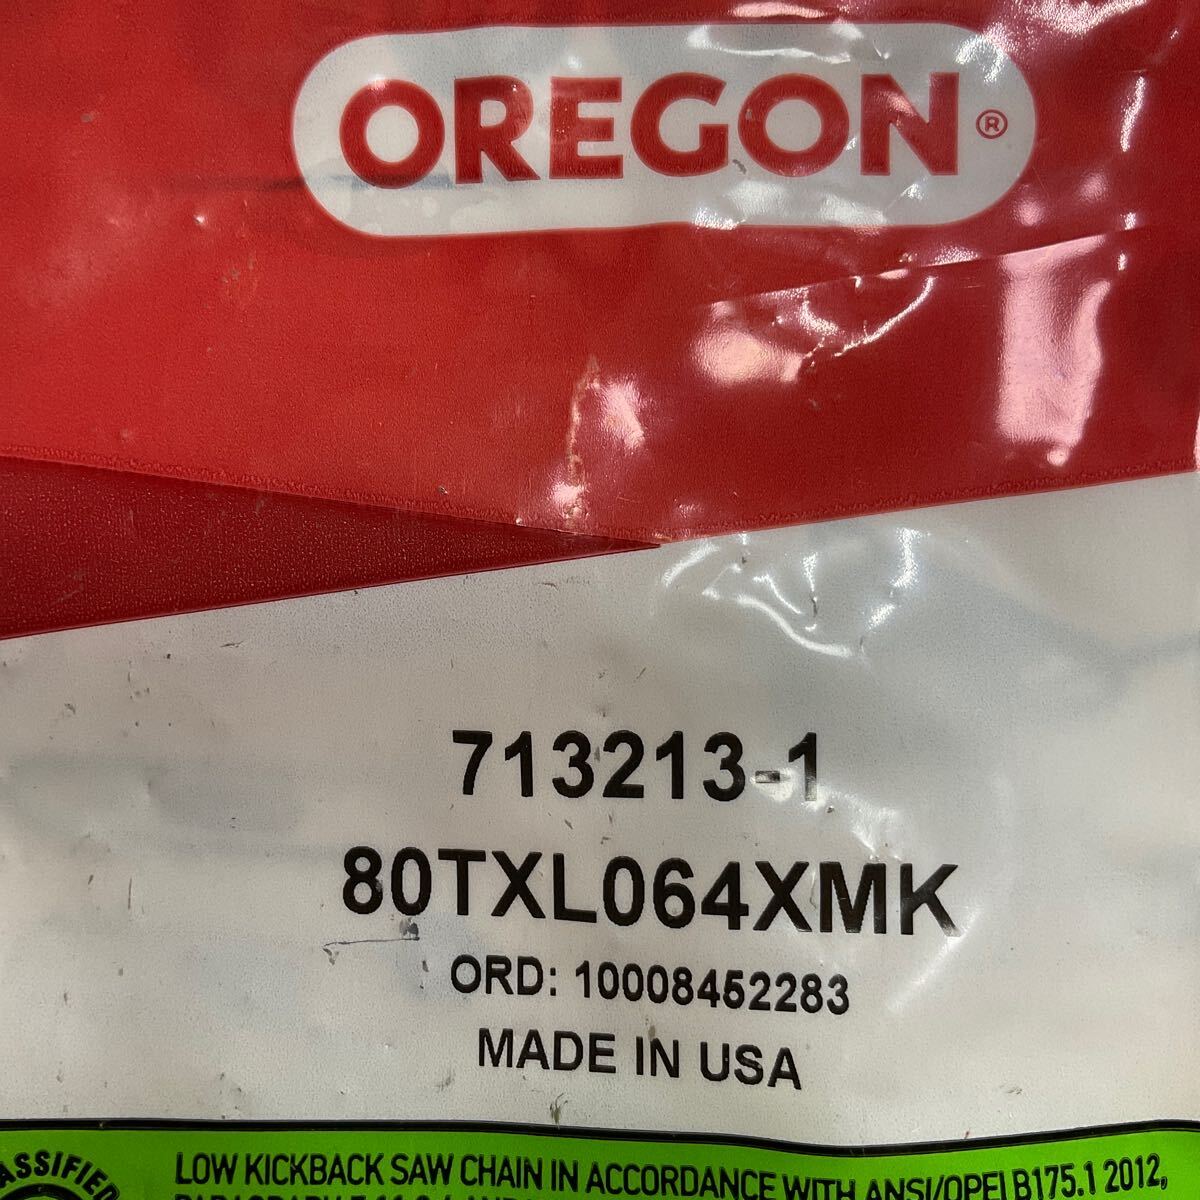 OREGON®
713213-1
80TXL064XMK
ORD: 10008452283
MADE IN USA
ASSIFIED
LOW KICKBACK SAW CHAIN IN ACCORDANCE WITH ANSI/OPEI B175.1 2012,